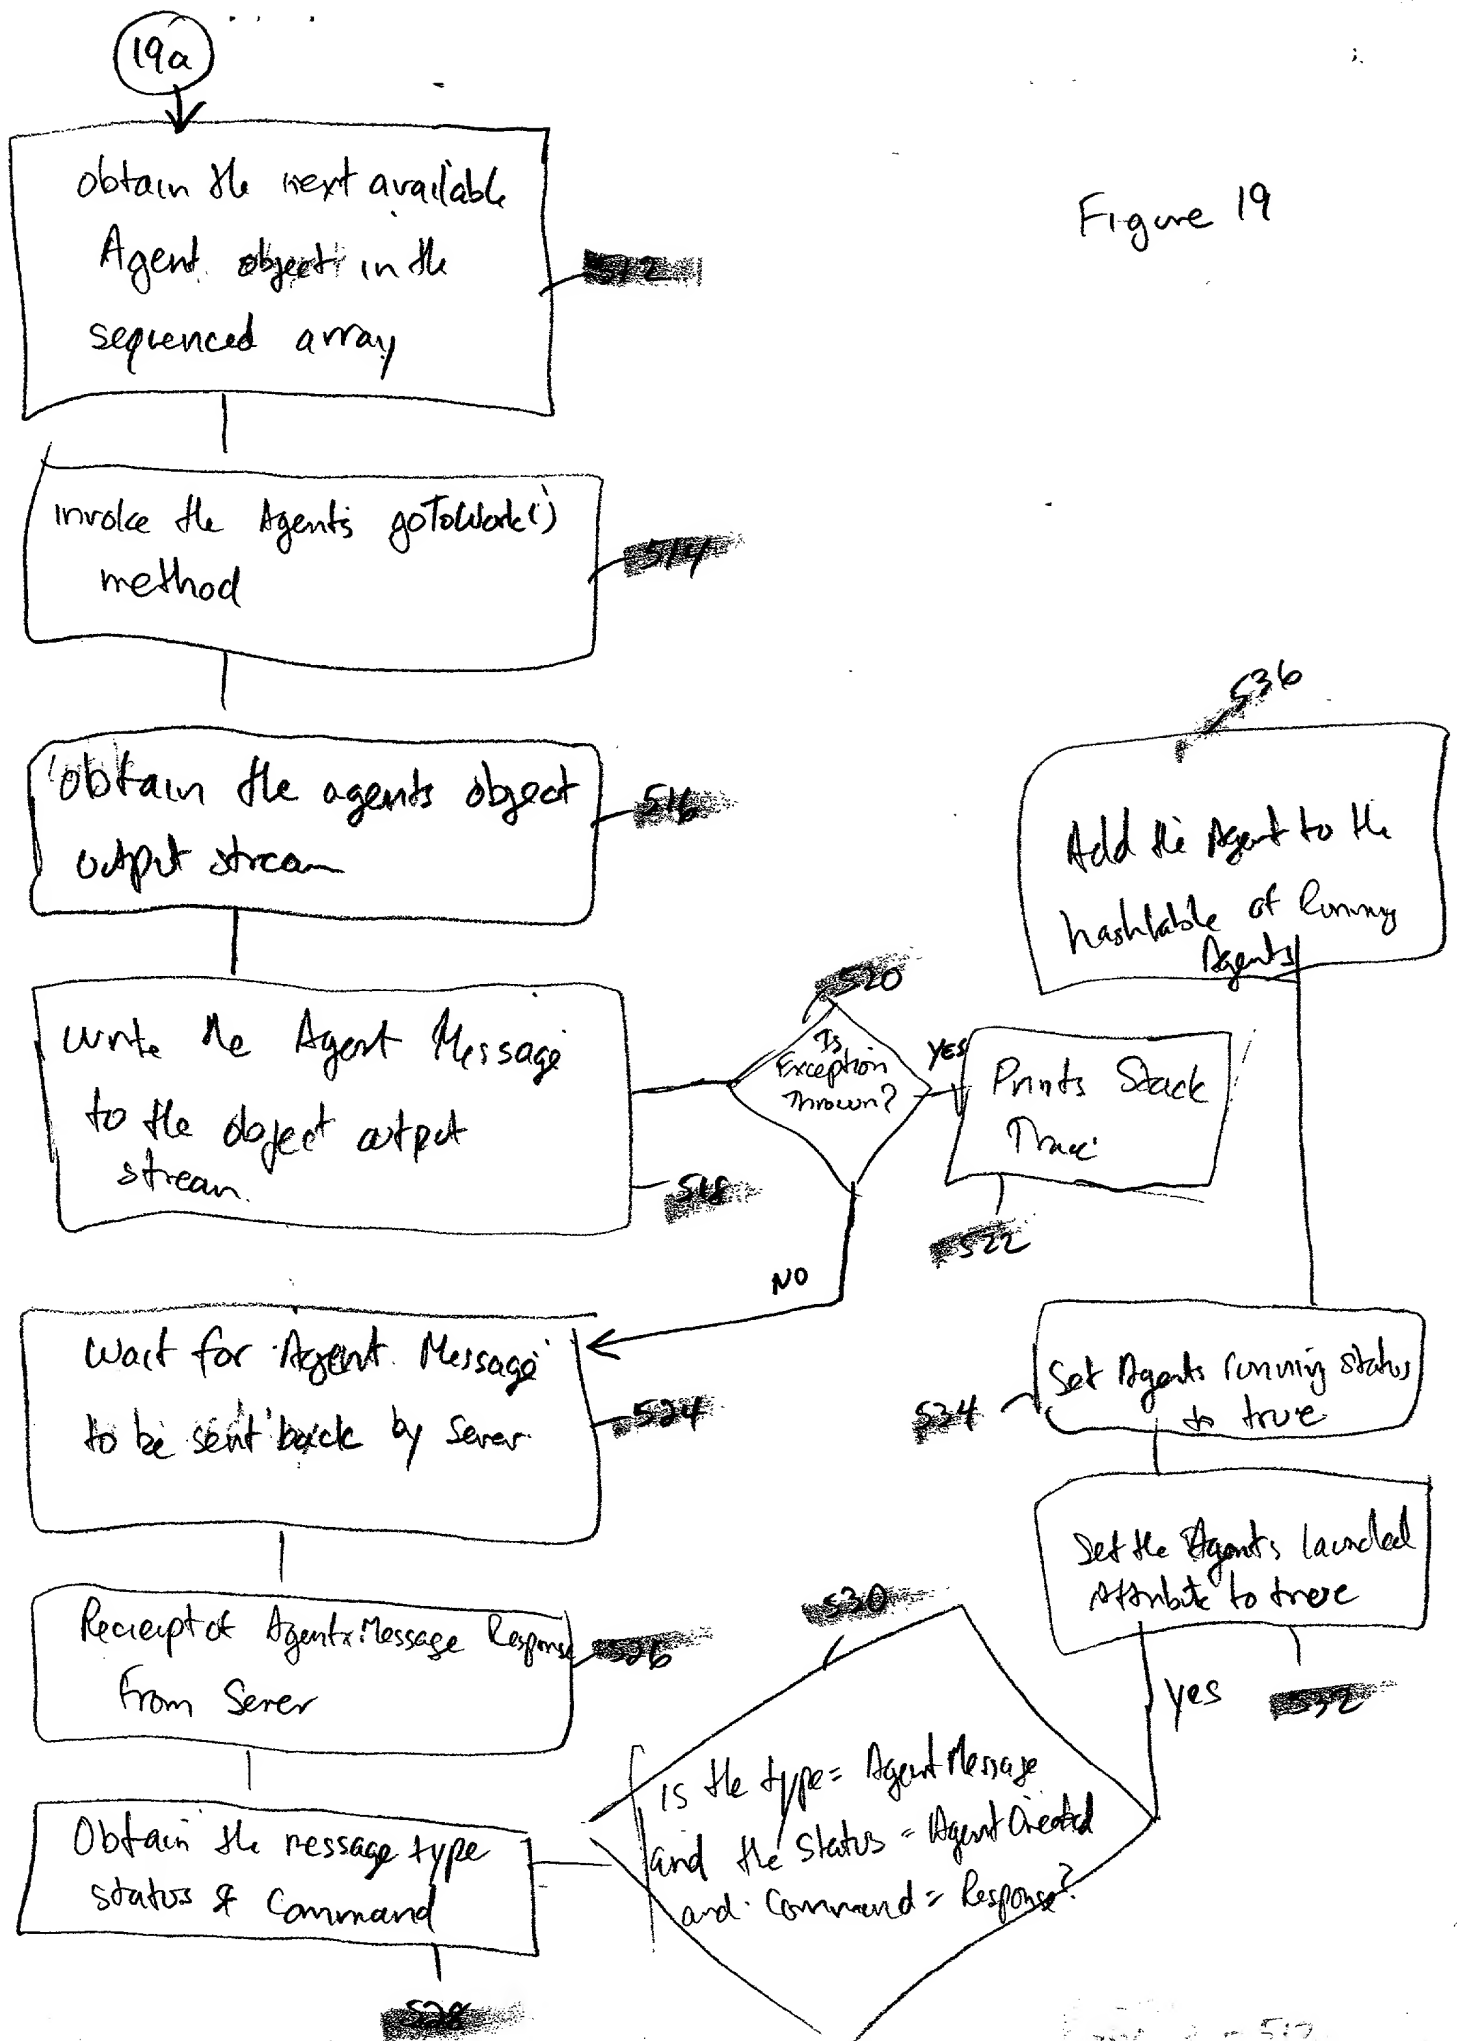 19a
Figure 19
obtain the next available
Agent object in the
sequenced array
512
invoke the Agents goToWork()
method
514
obtain the agents object
output stream
516
write the Agent Message
to the object output
stream.
518
520
Is
Exception
Thrown?
YES
Prints Stack
Trace
522
NO
Wait for Agent Message
to be sent back by Server
524
Receipt of Agent Message Response
from Server
526
Obtain the message type
status & Command
528
530
is the type = AgentMessage
and the status = AgentCreated
and Command = Response?
yes
Set the Agents launched
Attribute to true
532
Set Agents running status
to true
534
536
Add the Agent to the
hashtable of Running
Agents